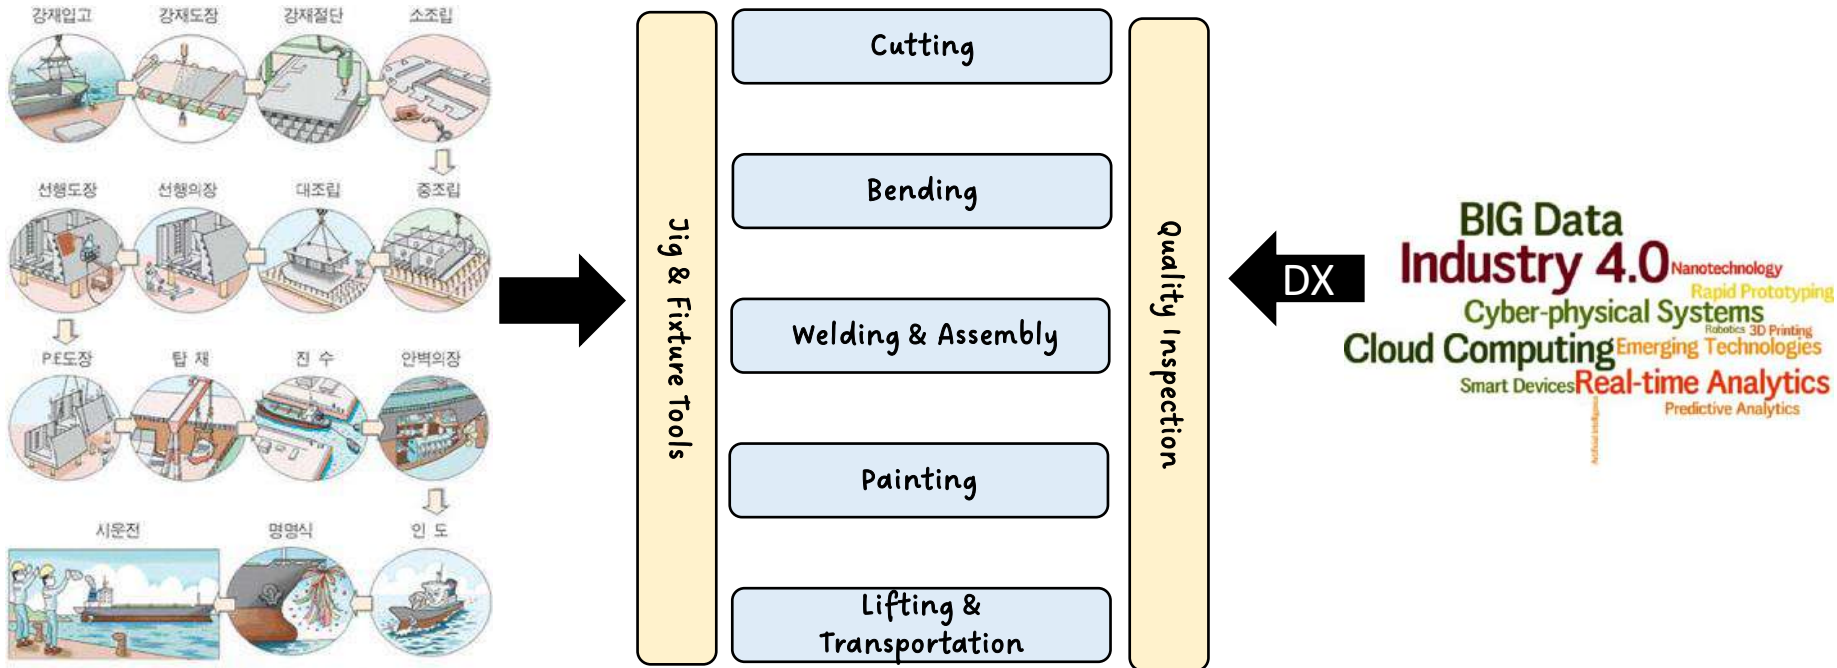 강재입고
강재도장
강재절단
소조립
선행도장
선행의장
대조립
중조립
P.E도장
탑 재
진 수
안벽의장
시운전
명명식
인 도
Jig & Fixture Tools
Cutting
Bending
Welding & Assembly
Painting
Lifting &
Transportation
Quality Inspection
DX
BIG Data
Industry 4.0
Nanotechnology
Rapid Prototyping
Cyber-physical Systems
Robotics
3D Printing
Cloud Computing
Emerging Technologies
Smart Devices
Real-time Analytics
Predictive Analytics
Artificial intelligence